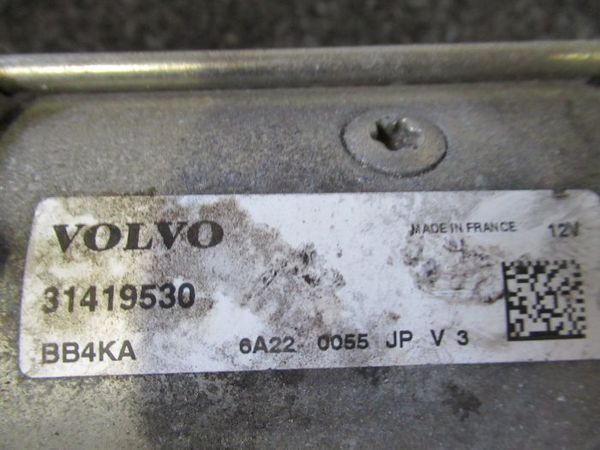 VOLVO
MADE IN FRANCE 12V
31419530
BB4KA 6A22 0055 JP V 3